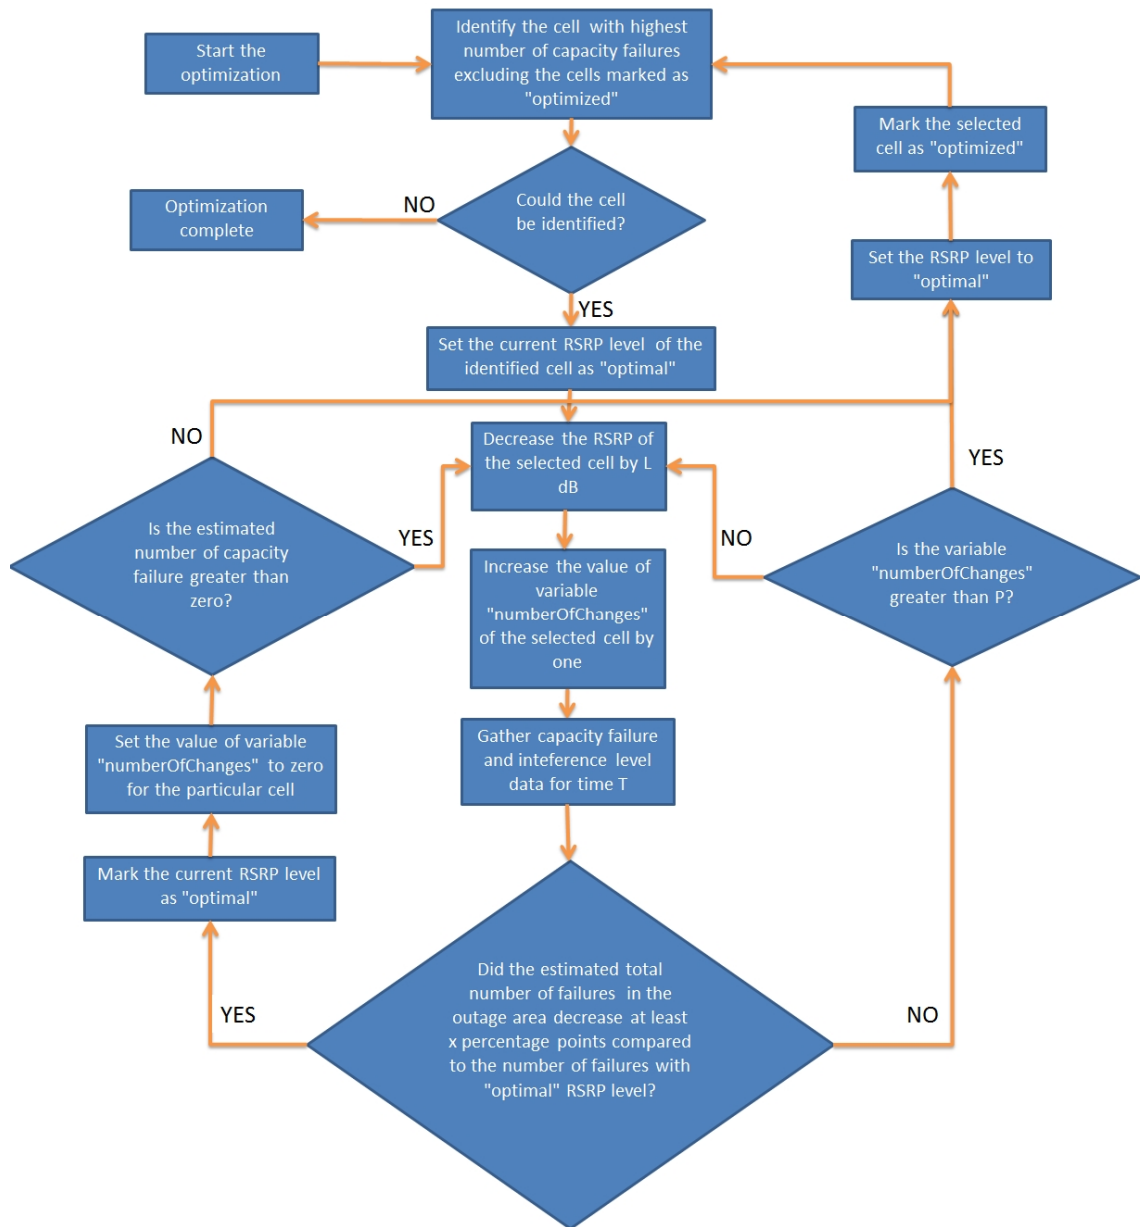 Start the
optimization
Identify the cell with highest
number of capacity failures
excluding the cells marked as
"optimized"
Mark the selected
cell as "optimized"
Optimization
complete
NO
Could the cell
be identified?
Set the RSRP level to
"optimal"
YES
Set the current RSRP level of the
identified cell as "optimal"
NO
Decrease the RSRP of
the selected cell by L
dB
YES
Is the estimated
number of capacity
failure greater than
zero?
YES
NO
Is the variable
"numberOfChanges"
greater than P?
Increase the value of
variable
"numberOfChanges"
of the selected cell by
one
Set the value of variable
"numberOfChanges" to zero
for the particular cell
Gather capacity failure
and inteference level
data for time T
Mark the current RSRP level
as "optimal"
YES
Did the estimated total
number of failures in the
outage area decrease at least
x percentage points compared
to the number of failures with
"optimal" RSRP level?
NO